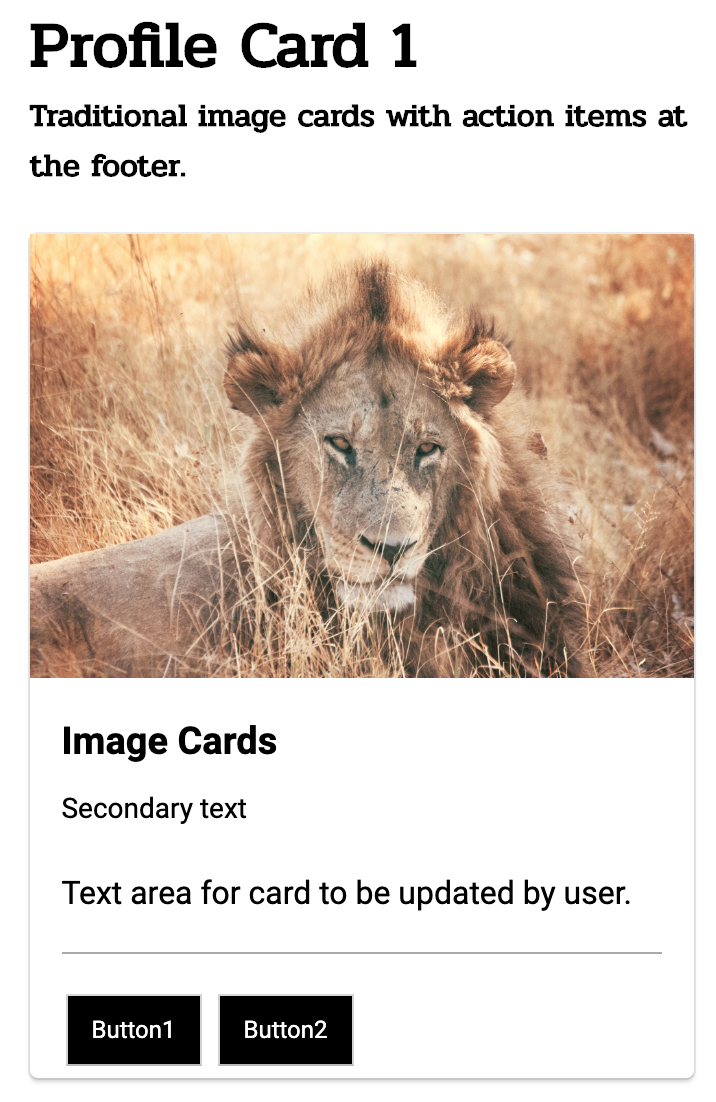 Profile Card 1
Traditional image cards with action items at
the footer.
Image Cards
Secondary text
Text area for card to be updated by user.
Button1
Button2